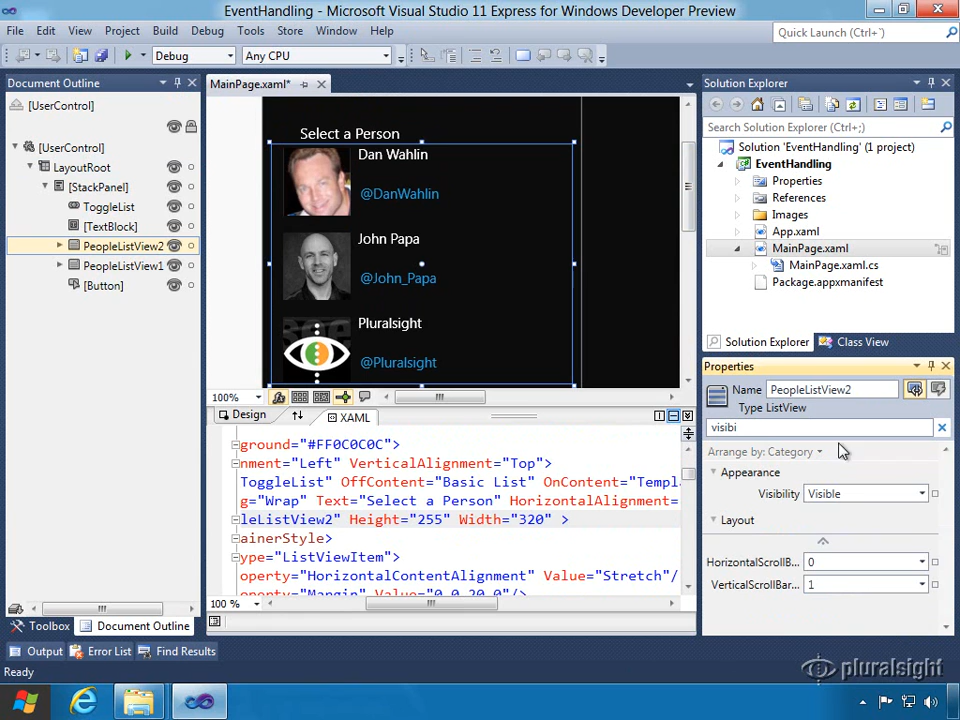 EventHandling - Microsoft Visual Studio 11 Express for Windows Developer Preview
File Edit View Project Build Debug Tools Store Window Help
Quick Launch (Ctrl+;)
Debug Any CPU
Document Outline
[UserControl]
[UserControl]
LayoutRoot
[StackPanel]
ToggleList
[TextBlock]
PeopleListView2
PeopleListView1
[Button]
Toolbox Document Outline
MainPage.xaml*
Select a Person
Dan Wahlin
@DanWahlin
John Papa
@John_Papa
Pluralsight
@Pluralsight
100%
Design XAML
ground="#FF0C0C0C">
nment="Left" VerticalAlignment="Top">
ToggleList" OffContent="Basic List" OnContent="Templ
g="Wrap" Text="Select a Person" HorizontalAlignment=
leListView2" Height="255" Width="320" >
ainerStyle>
ype="ListViewItem">
operty="HorizontalContentAlignment" Value="Stretch"/
operty="Margin" Value="0,0,20,0"/>
100 %
Solution Explorer
Search Solution Explorer (Ctrl+;)
Solution 'EventHandling' (1 project)
EventHandling
Properties
References
Images
App.xaml
MainPage.xaml
MainPage.xaml.cs
Package.appxmanifest
Solution Explorer Class View
Properties
Name PeopleListView2
Type ListView
visibi
Arrange by: Category
Appearance
Visibility Visible
Layout
HorizontalScrollB... 0
VerticalScrollBar... 1
Output Error List Find Results
Ready
pluralsight